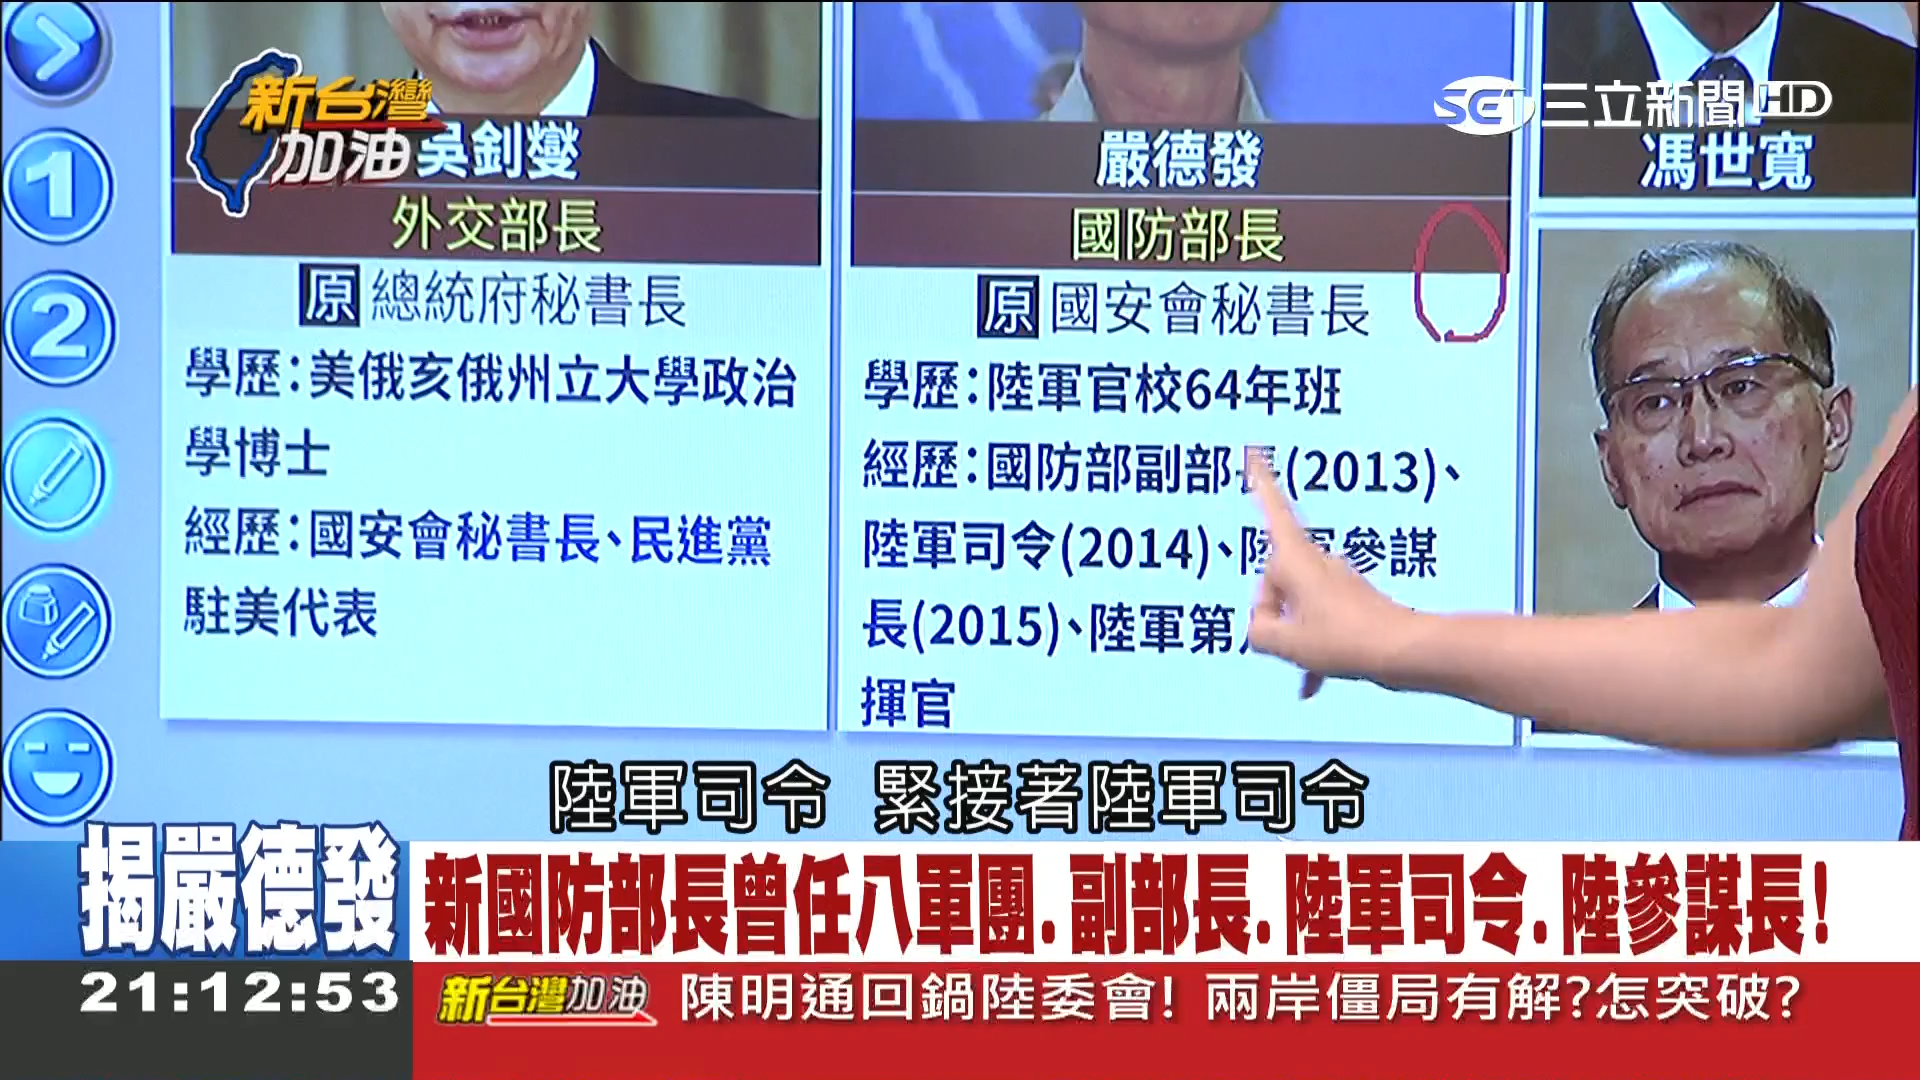 新台灣
加油
SET三立新聞HD
吳釗燮
外交部長
原 總統府秘書長
學歷：美俄亥俄州立大學政治
學博士
經歷：國安會秘書長、民進黨
駐美代表
嚴德發
國防部長
原 國安會秘書長
學歷：陸軍官校64年班
經歷：國防部副部長(2013)、
陸軍司令(2014)、陸軍參謀
長(2015)、陸軍第八
揮官
馮世寬
1
2
陸軍司令 緊接著陸軍司令
揭嚴德發
新國防部長曾任八軍團.副部長.陸軍司令.陸參謀長!
21:12:53
新台灣加油
陳明通回鍋陸委會! 兩岸僵局有解?怎突破?